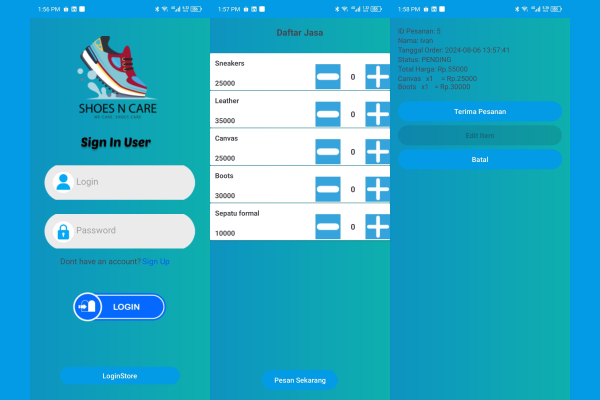 1:56 PM
SHOES N CARE
WE CARE SHOES CARE
Sign In User
Login
Password
Dont have an account? Sign Up
LOGIN
LoginStore
1:57 PM
Daftar Jasa
Sneakers
25000
0
Leather
35000
0
Canvas
25000
0
Boots
30000
0
Sepatu formal
10000
0
Pesan Sekarang
1:58 PM
ID Pesanan: 5
Nama: Ivan
Tanggal Order: 2024-08-06 13:57:41
Status: PENDING
Total Harga: Rp.55000
Canvas x1 = Rp.25000
Boots x1 = Rp.30000
Terima Pesanan
Edit Item
Batal